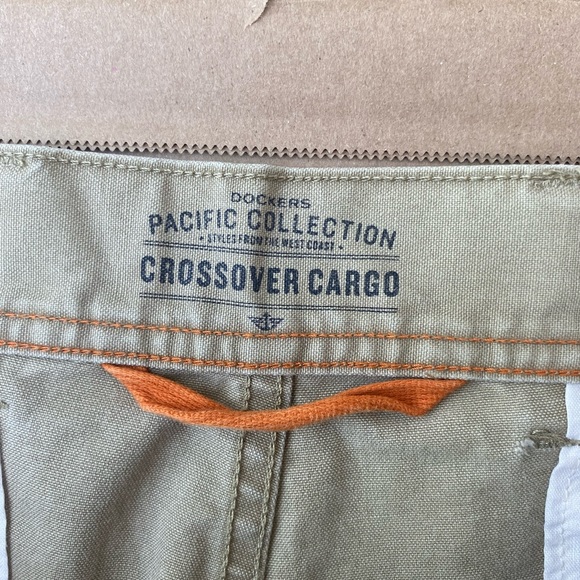 DOCKERS
PACIFIC COLLECTION
• STYLES FROM THE WEST COAST •
CROSSOVER CARGO